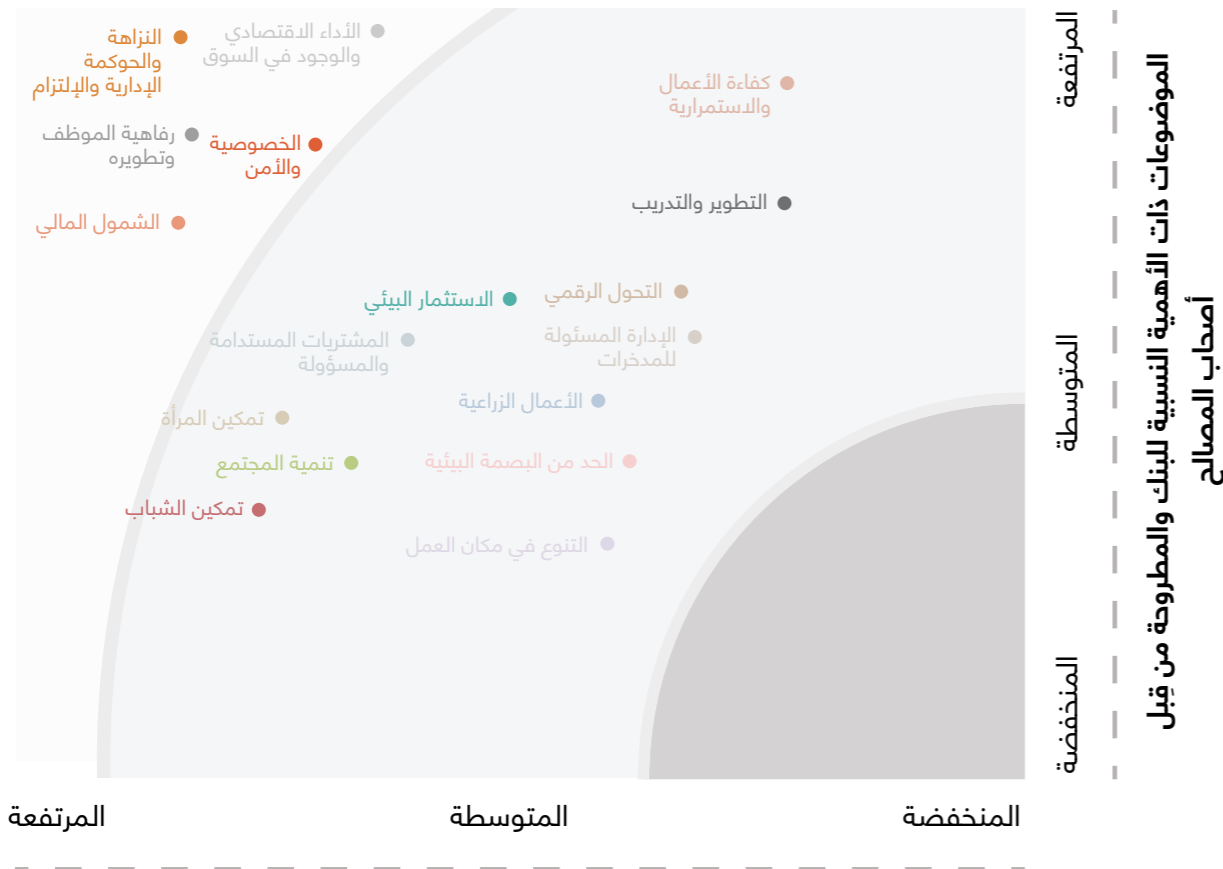 الأداء الاقتصادي
والوجود في السوق
النزاهة
والحوكمة
الإدارية والإلتزام
كفاءة الأعمال
والاستمرارية
الخصوصية
والأمن
رفاهية الموظف
وتطويره
التطوير والتدريب
الشمول المالي
التحول الرقمي
الاستثمار البيئي
الإدارة المسئولة
للمدخرات
المشتريات المستدامة
والمسؤولة
الأعمال الزراعية
تمكين المرأة
الحد من البصمة البيئية
تنمية المجتمع
تمكين الشباب
التنوع في مكان العمل
المرتفعة
المتوسطة
المنخفضة
الموضوعات ذات الأهمية النسبية للبنك والمطروحة من قِبل
أصحاب المصالح
المنخفضة
المتوسطة
المرتفعة